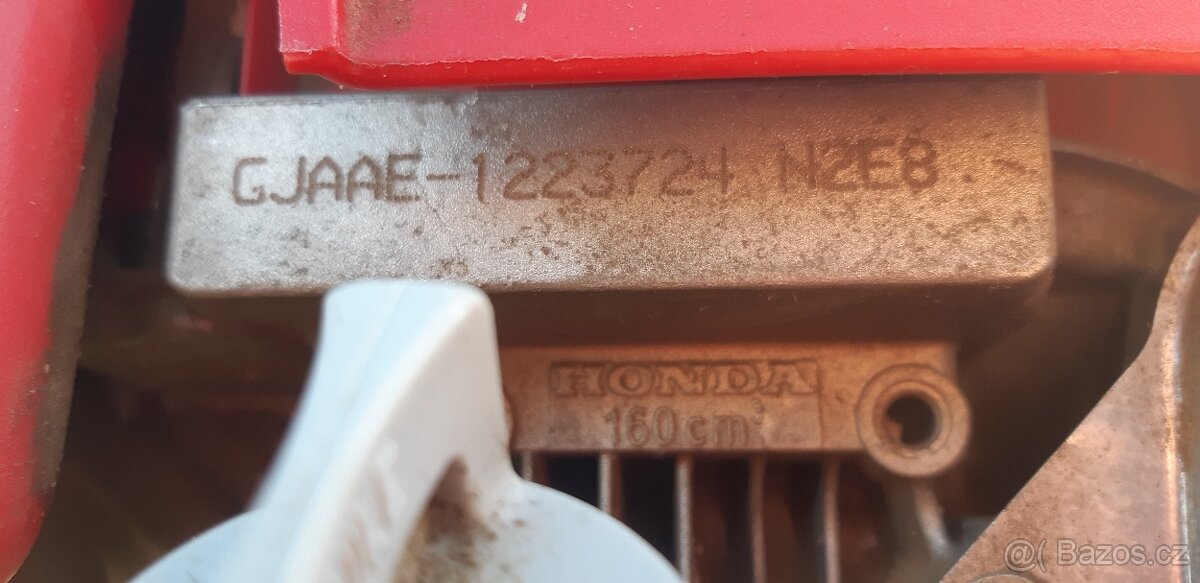 GJAAE-1223724 N2E8
HONDA
160cm³
@( Bazos.cz